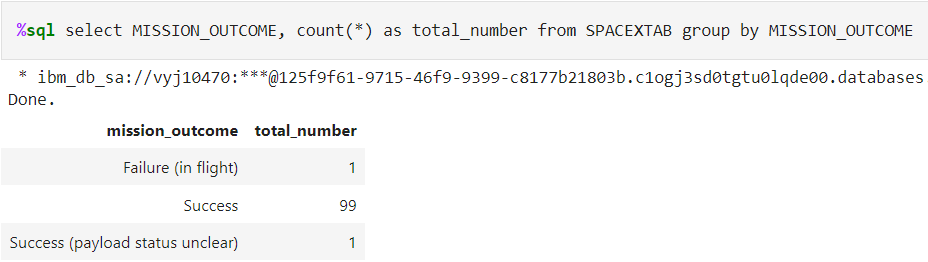 %sql select MISSION_OUTCOME, count(*) as total_number from SPACEXTAB group by MISSION_OUTCOME
* ibm_db_sa://vyj10470:***@125f9f61-9715-46f9-9399-c8177b21803b.c1ogj3sd0tgtu0lqde00.databases
Done.
mission_outcome total_number
Failure (in flight) 1
Success 99
Success (payload status unclear) 1